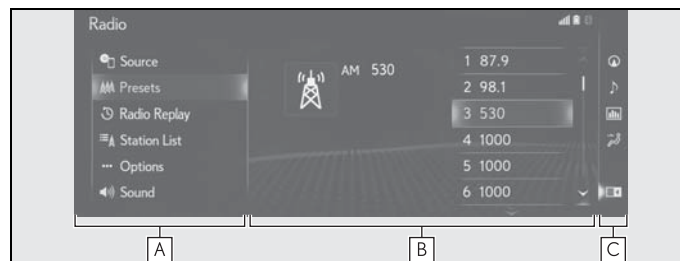 Radio
Source
Presets
Radio Replay
Station List
Options
Sound
AM 530
1 87.9
2 98.1
3 530
4 1000
5 1000
6 1000
A
B
C